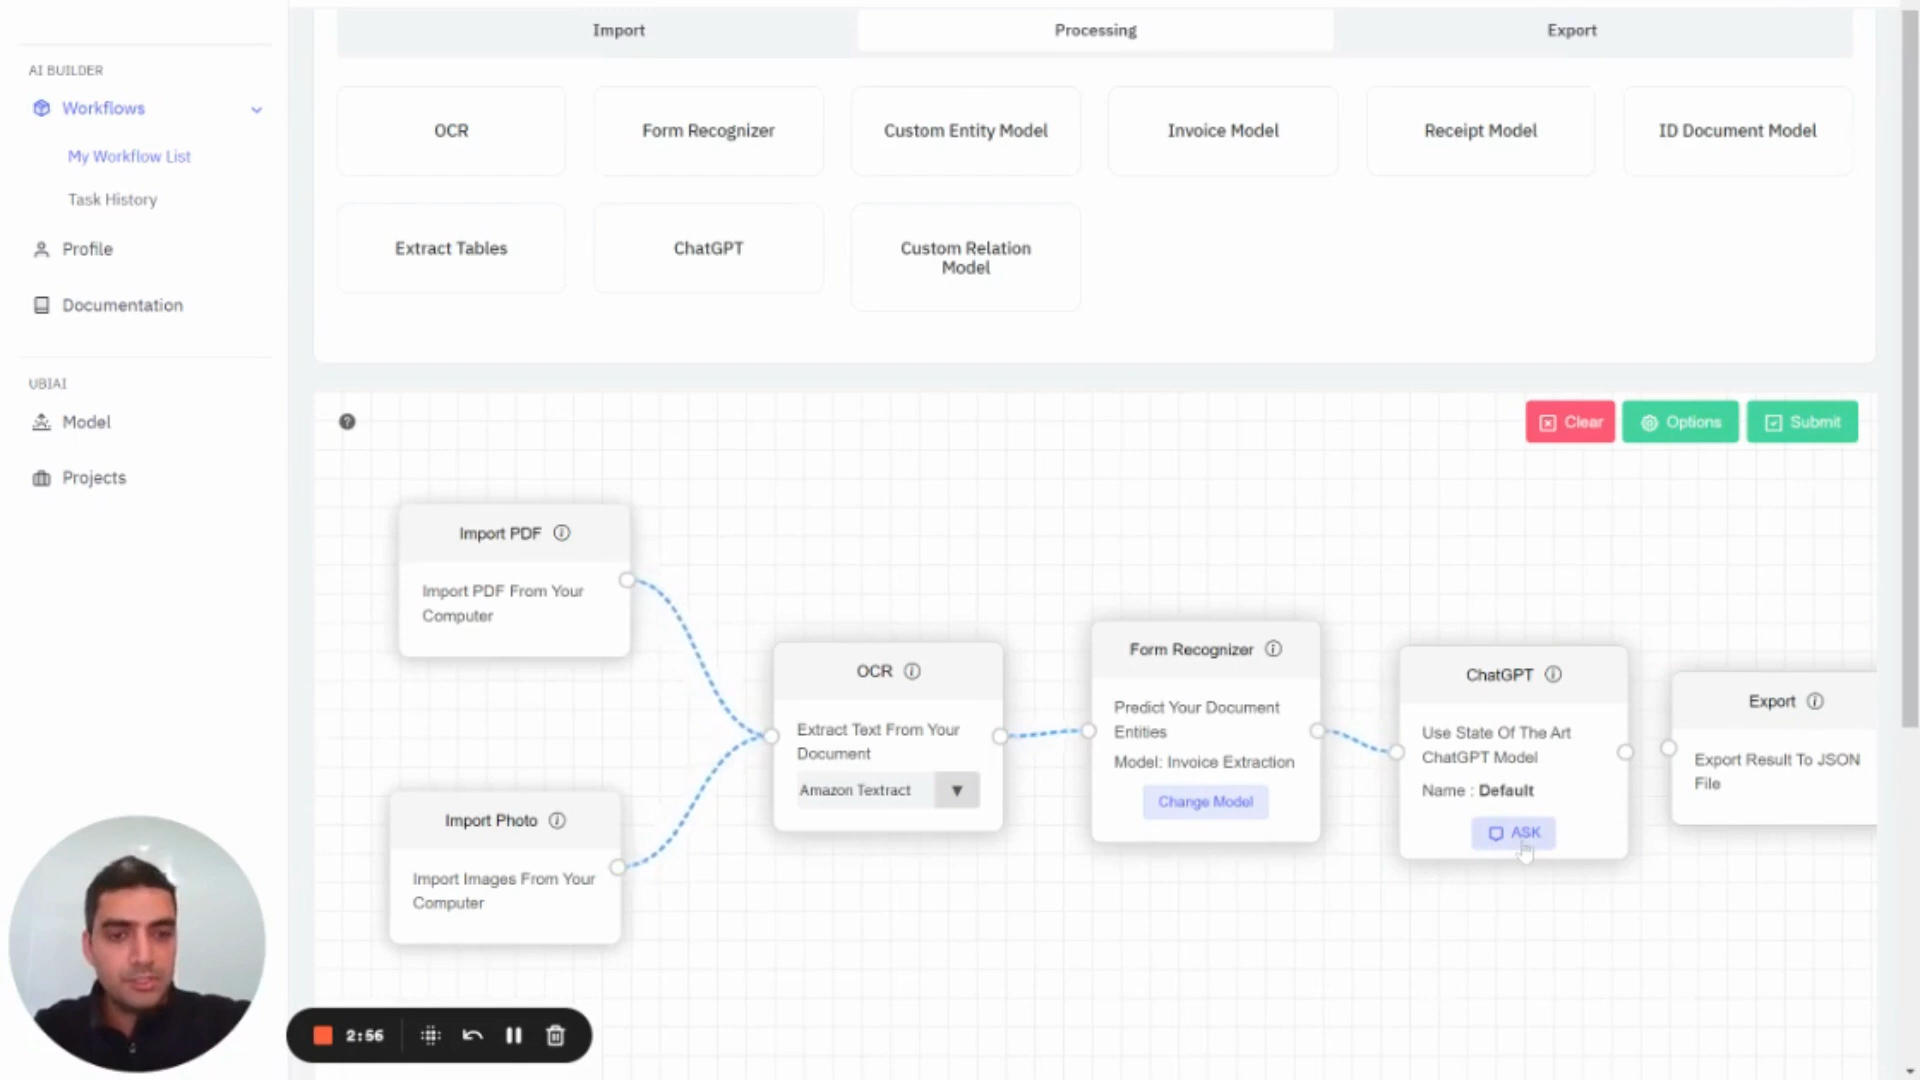 Import
Processing
Export
AI BUILDER
Workflows
My Workflow List
Task History
Profile
Documentation
UBIAI
Model
Projects
OCR
Form Recognizer
Custom Entity Model
Invoice Model
Receipt Model
ID Document Model
Extract Tables
ChatGPT
Custom Relation
Model
Clear
Options
Submit
Import PDF
Import PDF From Your
Computer
Import Photo
Import Images From Your
Computer
OCR
Extract Text From Your
Document
Amazon Textract
Form Recognizer
Predict Your Document
Entities
Model: Invoice Extraction
Change Model
ChatGPT
Use State Of The Art
ChatGPT Model
Name : Default
ASK
Export
Export Result To JSON
File
2:56